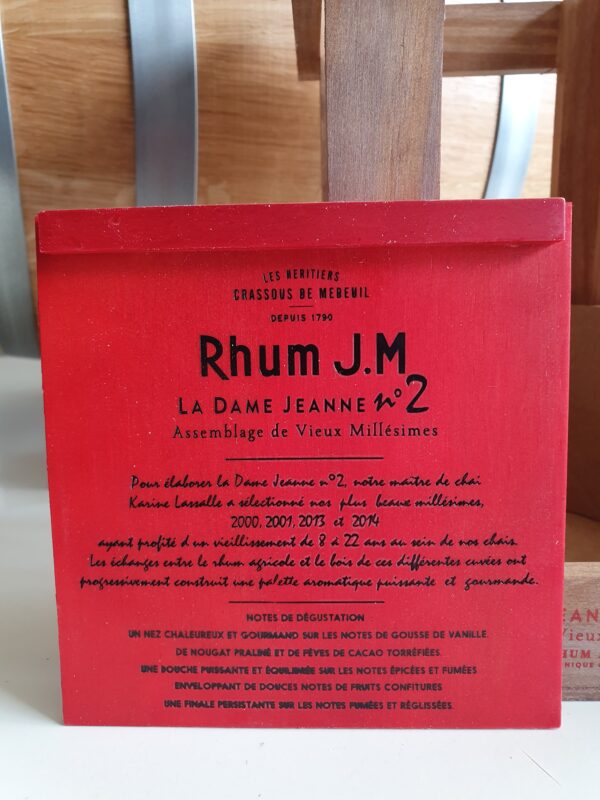 LES HERITIERS
CRASSOUS DE MEDEUIL
DEPUIS 1790
Rhum J.M
LA DAME JEANNE n°2
Assemblage de Vieux Millésimes
Pour élaborer la Dame Jeanne n°2, notre maître de chai
Karine Lassalle a sélectionné nos plus beaux millésimes,
2000, 2001, 2013 et 2014
ayant profité d un vieillissement de 8 à 22 ans au sein de nos chais.
Les échanges entre le rhum agricole et le bois de ces différentes cuvées ont
progressivement construit une palette aromatique puissante et gourmande.
NOTES DE DÉGUSTATION
UN NEZ CHALEUREUX ET GOURMAND SUR LES NOTES DE GOUSSE DE VANILLE,
DE NOUGAT PRALINÉ ET DE FÈVES DE CACAO TORRÉFIÉES.
UNE BOUCHE PUISSANTE ET ÉQUILIBRÉE SUR LES NOTES ÉPICÉES ET FUMÉES
ENVELOPPANT DE DOUCES NOTES DE FRUITS CONFITURES
UNE FINALE PERSISTANTE SUR LES NOTES FUMÉES ET RÉGLISSÉES.
EAN
Vieux
HUM
NIQUE